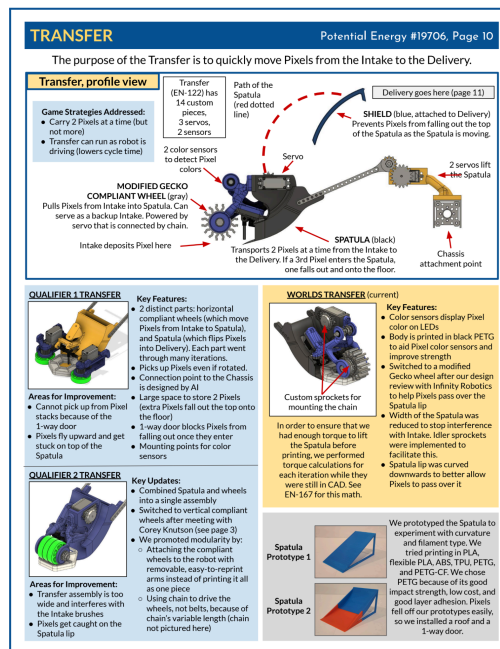 TRANSFER
Potential Energy #19706, Page 10
The purpose of the Transfer is to quickly move Pixels from the Intake to the Delivery.
Transfer, profile view
Game Strategies Addressed:
● Carry 2 Pixels at a time (but
not more)
● Transfer can run as robot is
driving (lowers cycle time)
Transfer
(EN-122) has
14 custom
pieces,
3 servos,
2 sensors
Path of the
Spatula
(red dotted
line)
Delivery goes here (page 11)
SHIELD (blue, attached to Delivery)
Prevents Pixels from falling out the top
of the Spatula as the Spatula is moving.
2 color sensors
to detect Pixel
colors
Servo
2 servos lift
the Spatula
MODIFIED GECKO
COMPLIANT WHEEL (gray)
Pulls Pixels from Intake into Spatula. Can
serve as a backup Intake. Powered by
servo that is connected by chain.
Intake deposits Pixel here
SPATULA (black)
Transports 2 Pixels at a time from the Intake to
the Delivery. If a 3rd Pixel enters the Spatula,
one falls out and onto the floor.
Chassis
attachment point
QUALIFIER 1 TRANSFER
Areas for Improvement:
● Cannot pick up from Pixel
stacks because of the
1-way door
● Pixels fly upward and get
stuck on top of the
Spatula
Key Features:
● 2 distinct parts: horizontal
compliant wheels (which move
Pixels from Intake to Spatula),
and Spatula (which flips Pixels
into Delivery). Each part went
through many iterations.
● Picks up Pixels even if rotated.
● Connection point to the Chassis
is designed by AI
● Large space to store 2 Pixels
(extra Pixels fall out the top onto
the floor)
● 1-way door blocks Pixels from
falling out once they enter
● Mounting points for color
sensors
QUALIFIER 2 TRANSFER
Areas for Improvement:
● Transfer assembly is too
wide and interferes with
the Intake brushes
● Pixels get caught on the
Spatula lip
Key Updates:
● Combined Spatula and wheels
into a single assembly
● Switched to vertical compliant
wheels after meeting with
Corey Knutson (see page 3)
● We promoted modularity by:
○ Attaching the compliant
wheels to the robot with
removable, easy-to-reprint
arms instead of printing it all
as one piece
○ Using chain to drive the
wheels, not belts, because of
chain's variable length (chain
not pictured here)
WORLDS TRANSFER (current)
Custom sprockets for
mounting the chain
In order to ensure that we
had enough torque to lift
the Spatula before
printing, we performed
torque calculations for
each iteration while they
were still in CAD. See
EN-167 for this math.
Key Features:
● Color sensors display Pixel
color on LEDs
● Body is printed in black PETG
to aid Pixel color sensors and
improve strength
● Switched to a modified
Gecko wheel after our design
review with Infinity Robotics
to help Pixels pass over the
Spatula lip
● Width of the Spatula was
reduced to stop interference
with Intake. Idler sprockets
were implemented to
facilitate this.
● Spatula lip was curved
downwards to better allow
Pixels to pass over it
Spatula
Prototype 1
Spatula
Prototype 2
We prototyped the Spatula to
experiment with curvature
and filament type. We
tried printing in PLA,
flexible PLA, ABS, TPU, PETG,
and PETG-CF. We chose
PETG because of its good
impact strength, low cost, and
good layer adhesion. Pixels
fell off our prototypes easily,
so we installed a roof and a
1-way door.